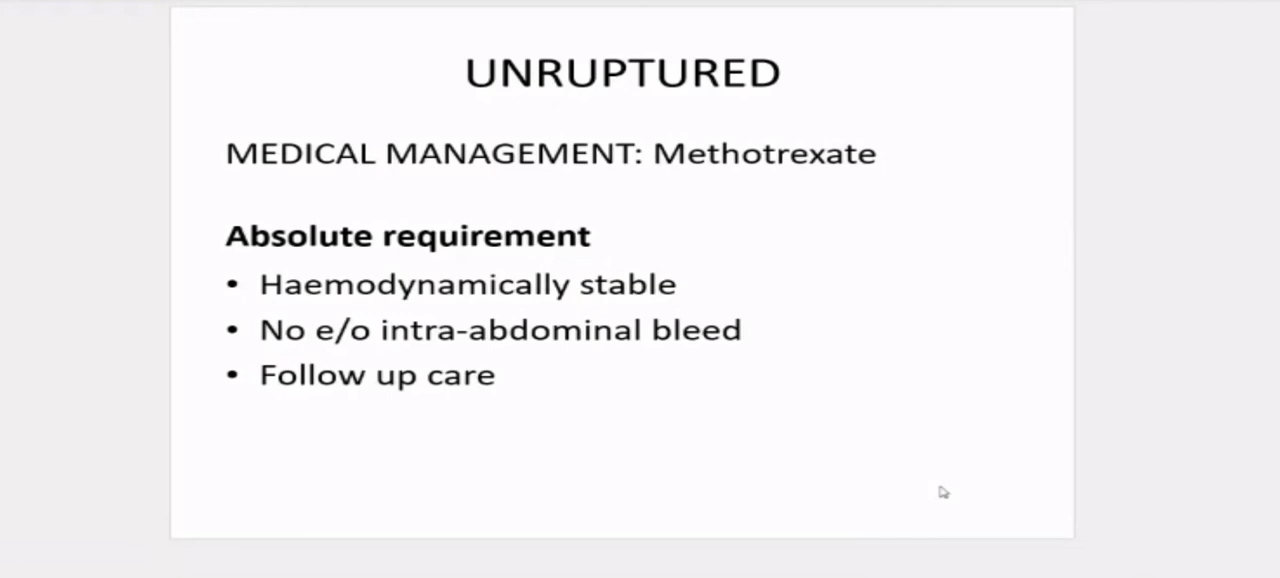 UNRUPTURED
MEDICAL MANAGEMENT: Methotrexate
Absolute requirement
• Haemodynamically stable
• No e/o intra-abdominal bleed
• Follow up care